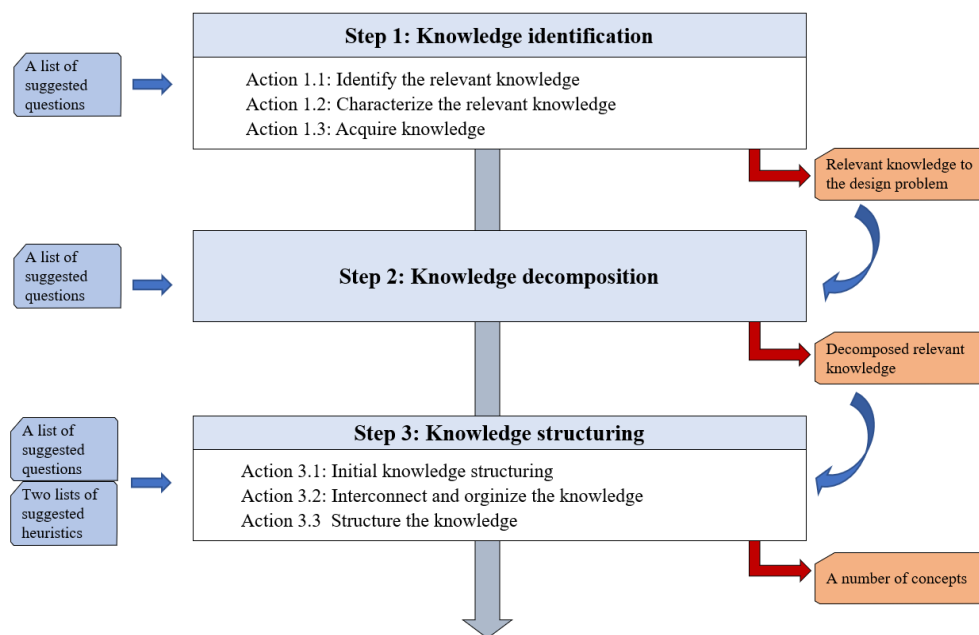 Step 1: Knowledge identification
A list of
suggested
questions
Action 1.1: Identify the relevant knowledge
Action 1.2: Characterize the relevant knowledge
Action 1.3: Acquire knowledge
Relevant knowledge to
the design problem
A list of
suggested
questions
Step 2: Knowledge decomposition
Decomposed relevant
knowledge
A list of
suggested
questions
Two lists of
suggested
heuristics
Step 3: Knowledge structuring
Action 3.1: Initial knowledge structuring
Action 3.2: Interconnect and orginize the knowledge
Action 3.3 Structure the knowledge
A number of concepts